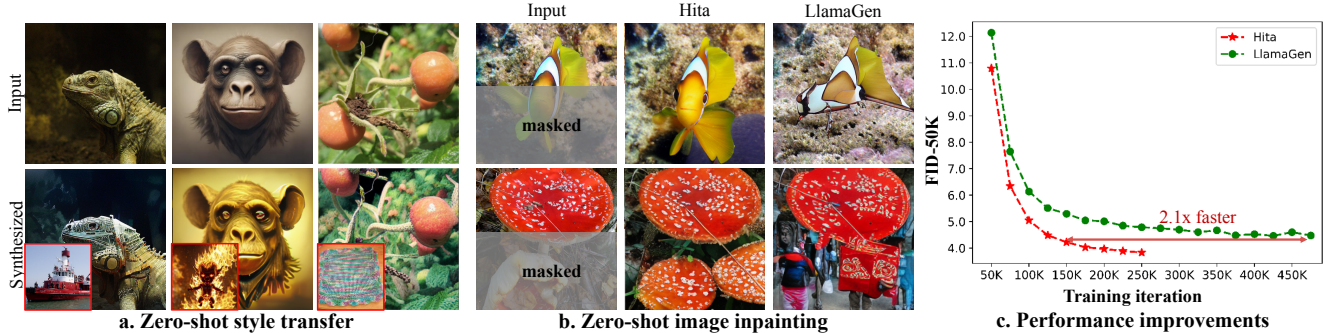 Input
Hita
LlamaGen
Input
Synthesized
masked
masked
a. Zero-shot style transfer
b. Zero-shot image inpainting
FID-50K
12.0
11.0
10.0
9.0
8.0
7.0
6.0
5.0
4.0
Hita
LlamaGen
2.1x faster
50K 100K 150K 200K 250K 300K 350K 400K 450K
Training iteration
c. Performance improvements